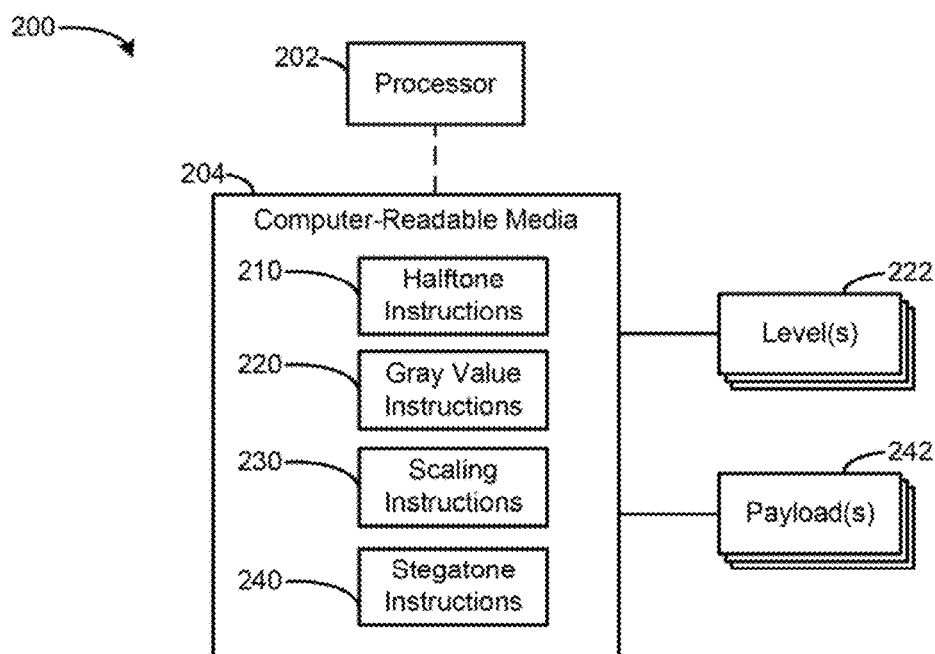 200
202
Processor
204
Computer-Readable Media
210
Halftone
Instructions
222
Level(s)
220
Gray Value
Instructions
230
Scaling
Instructions
242
Payload(s)
240
Stegatone
Instructions